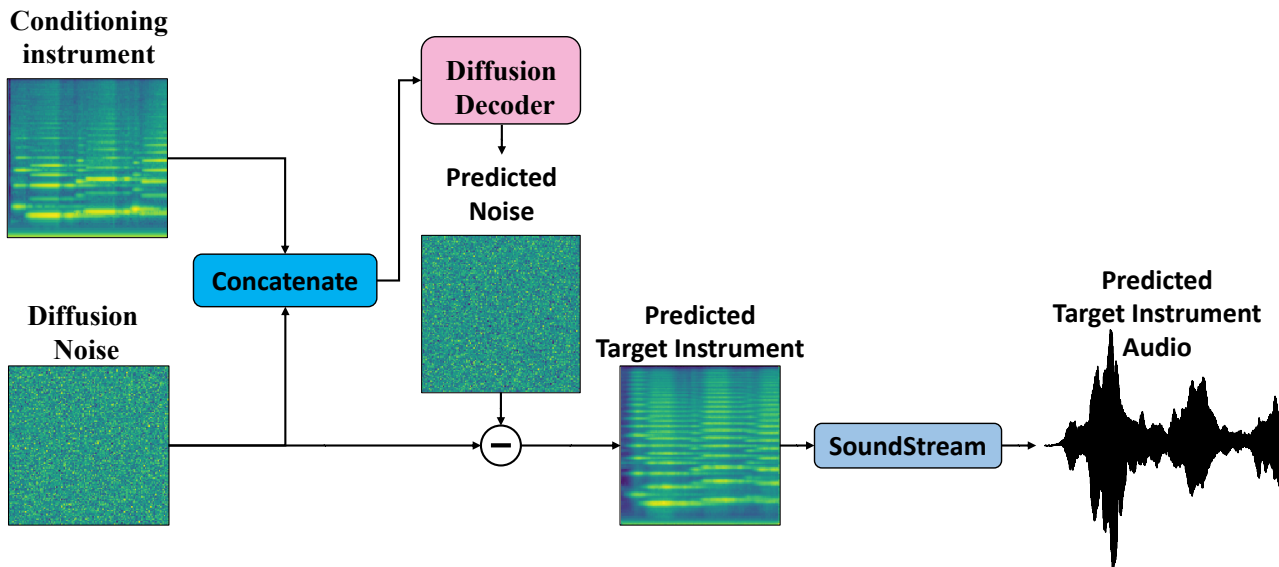 Conditioning
instrument
Diffusion
Decoder
Predicted
Noise
Concatenate
Diffusion
Noise
Predicted
Target Instrument
SoundStream
Predicted
Target Instrument
Audio